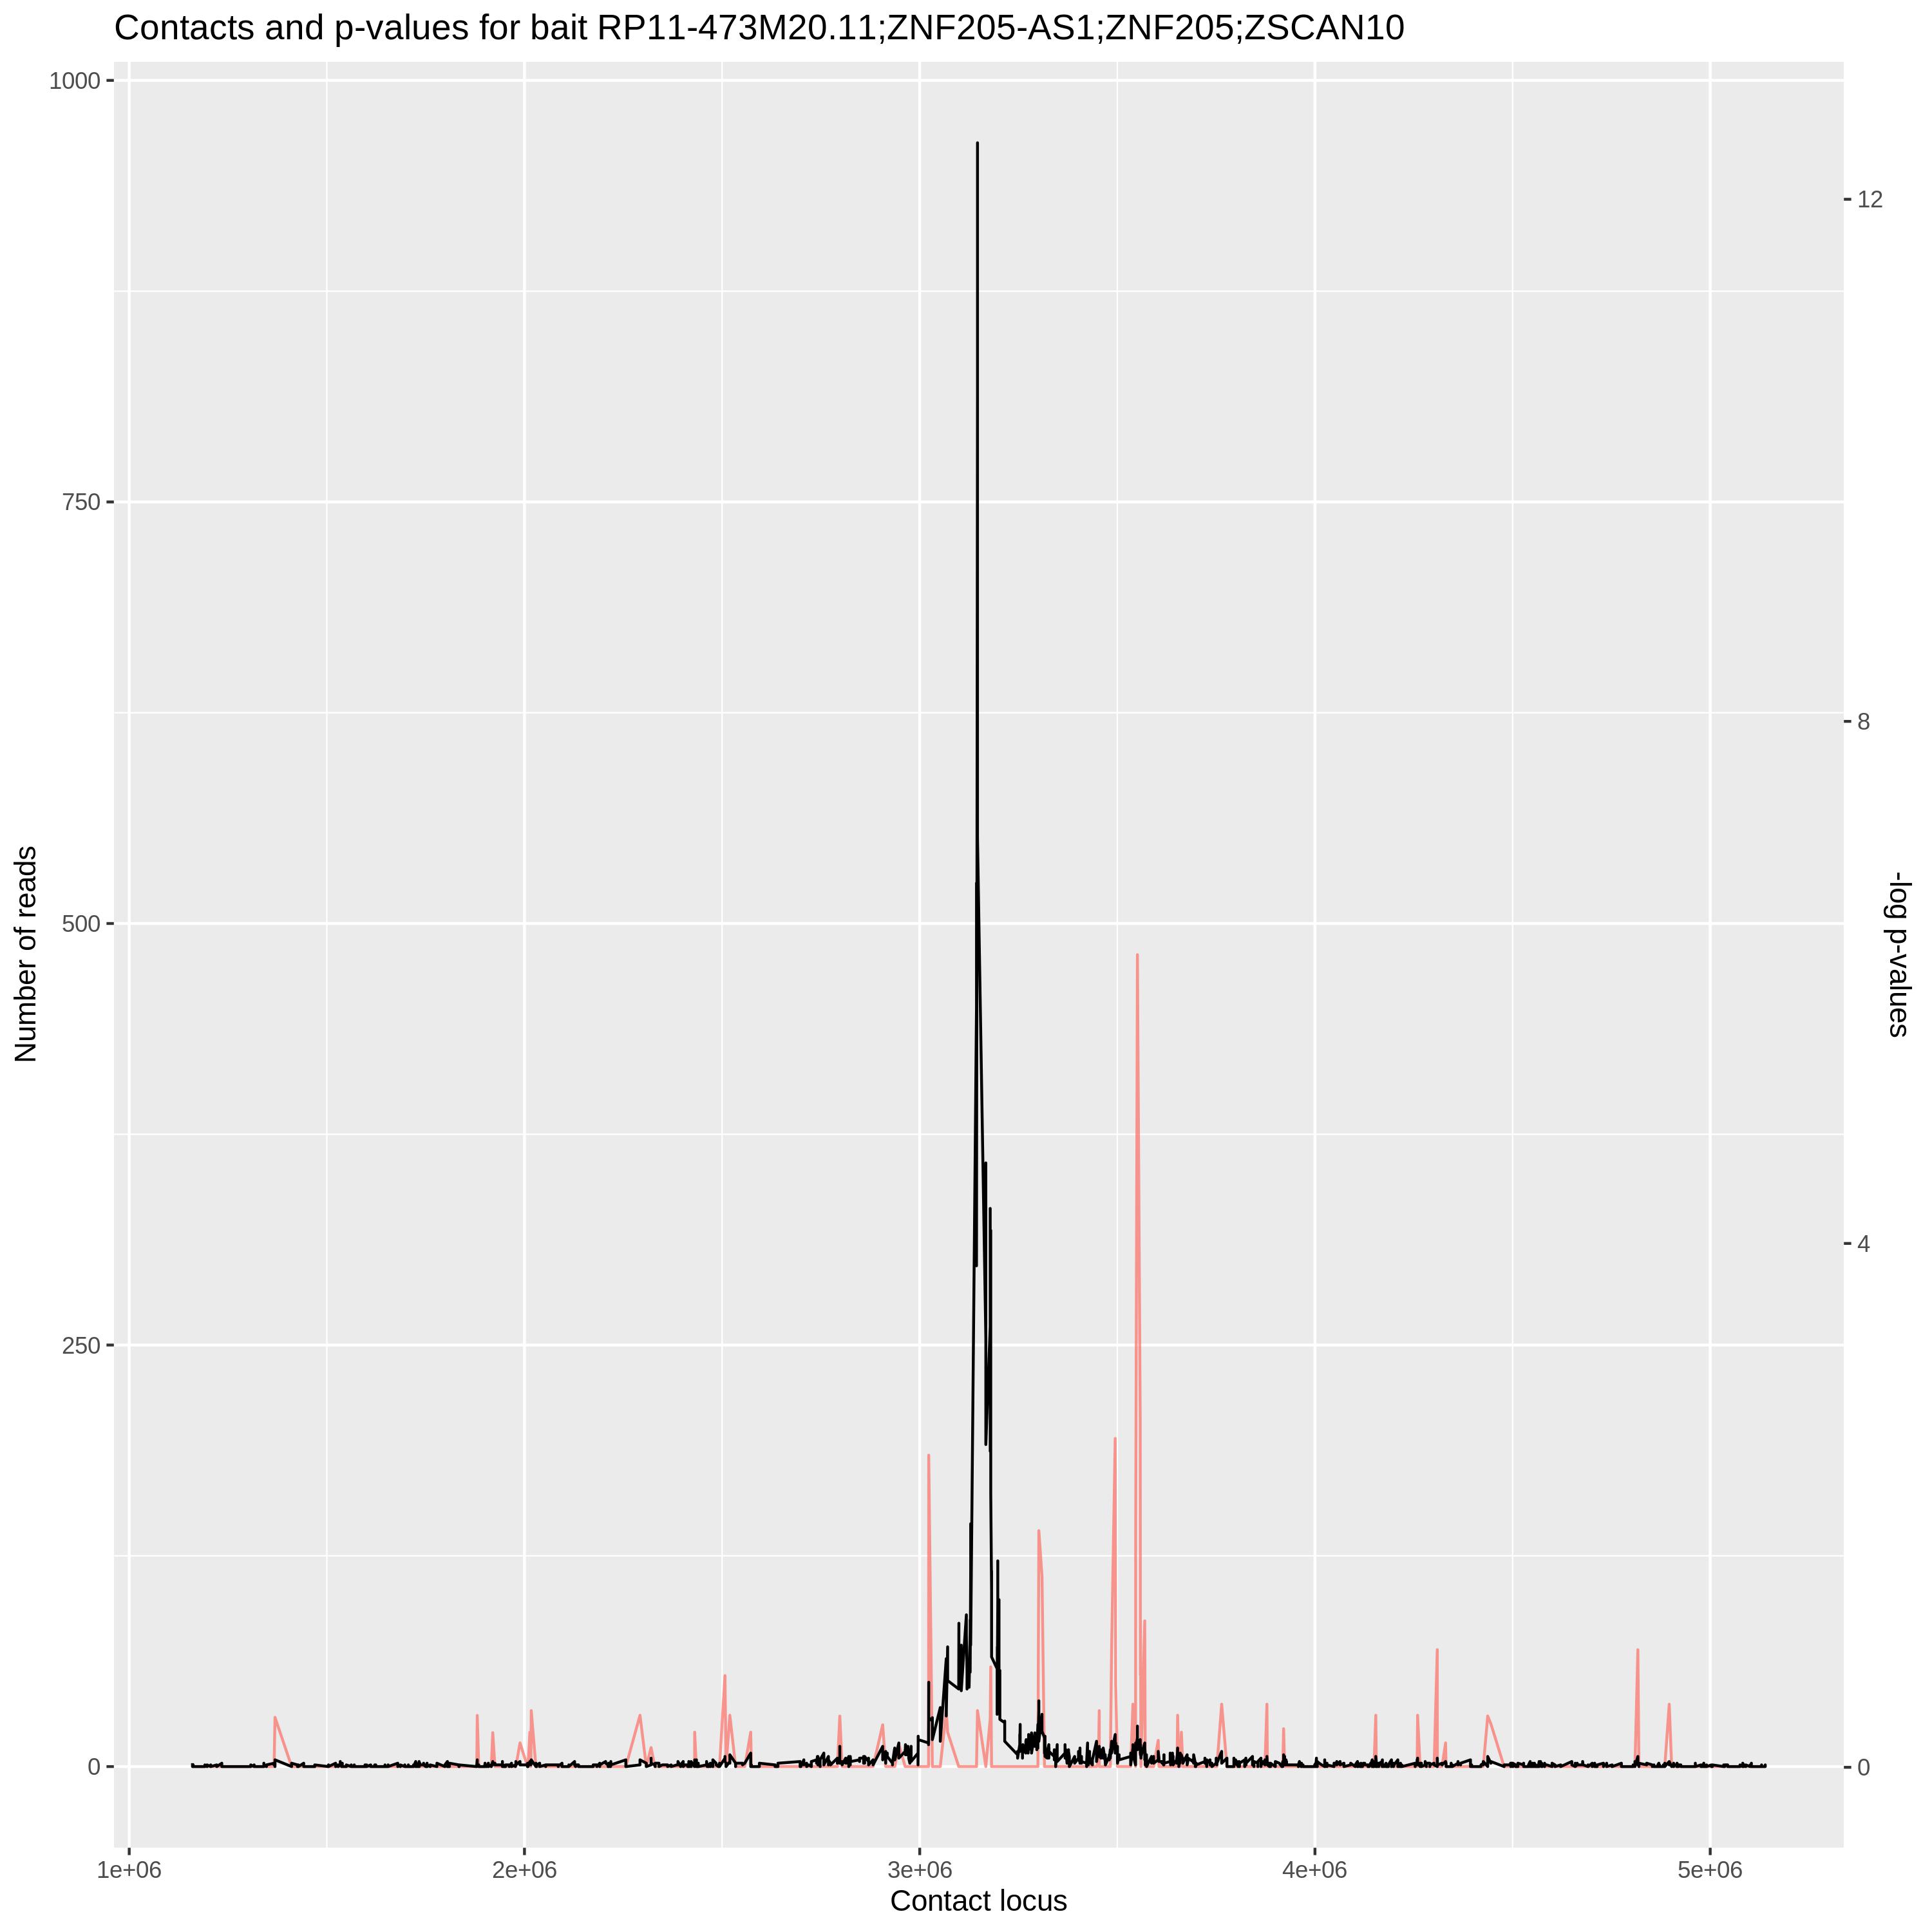 Contacts and p-values for bait RP11-473M20.11;ZNF205-AS1;ZNF205;ZSCAN10
1000
750
500
250
0
Number of reads
12
8
4
0
-log p-values
1e+06
2e+06
3e+06
4e+06
5e+06
Contact locus